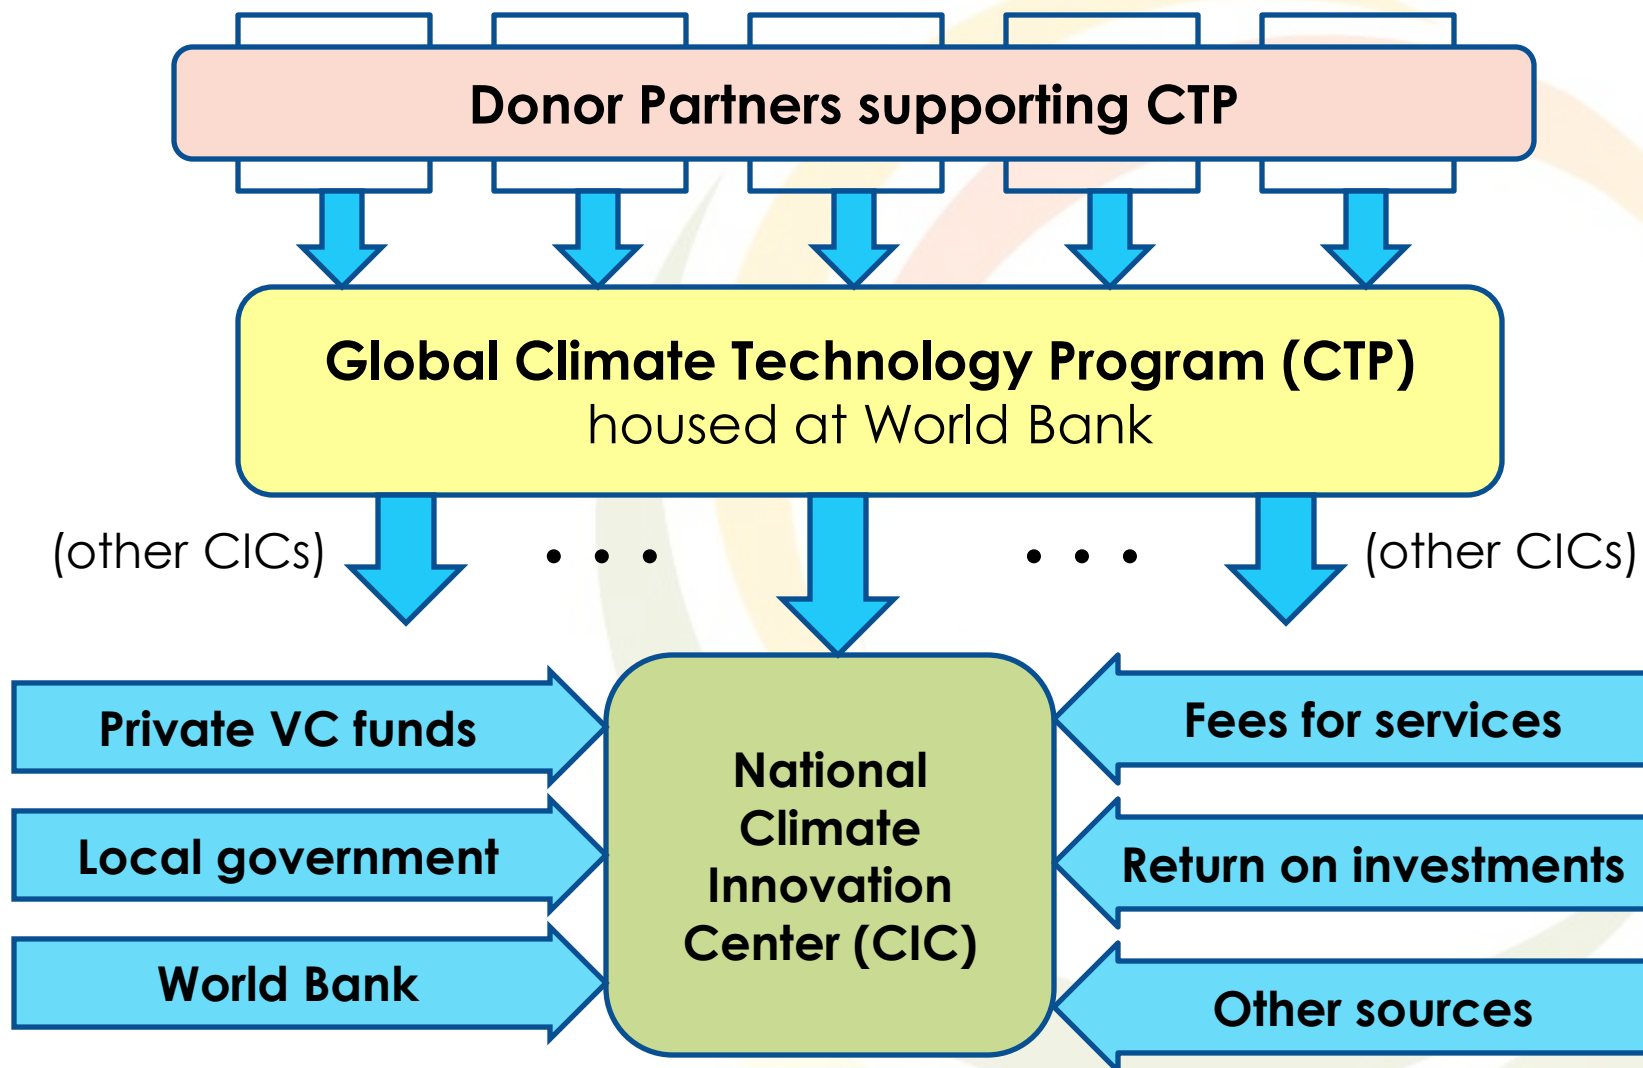 Donor Partners supporting CTP
Global Climate Technology Program (CTP)
housed at World Bank
(other CICs)
. . .
. . .
(other CICs)
Private VC funds
Local government
World Bank
National
Climate
Innovation
Center (CIC)
Fees for services
Return on investments
Other sources